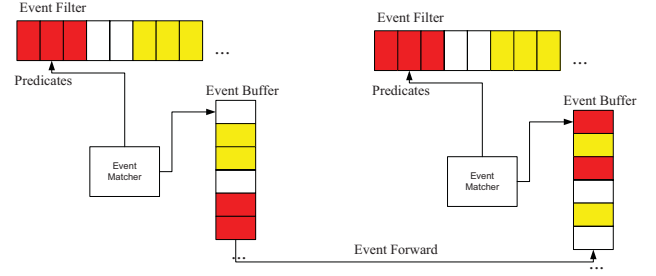 Event Filter
...
Predicates
Event Buffer
Event
Matcher
...
Event Filter
...
Predicates
Event Buffer
Event
Matcher
...
Event Forward